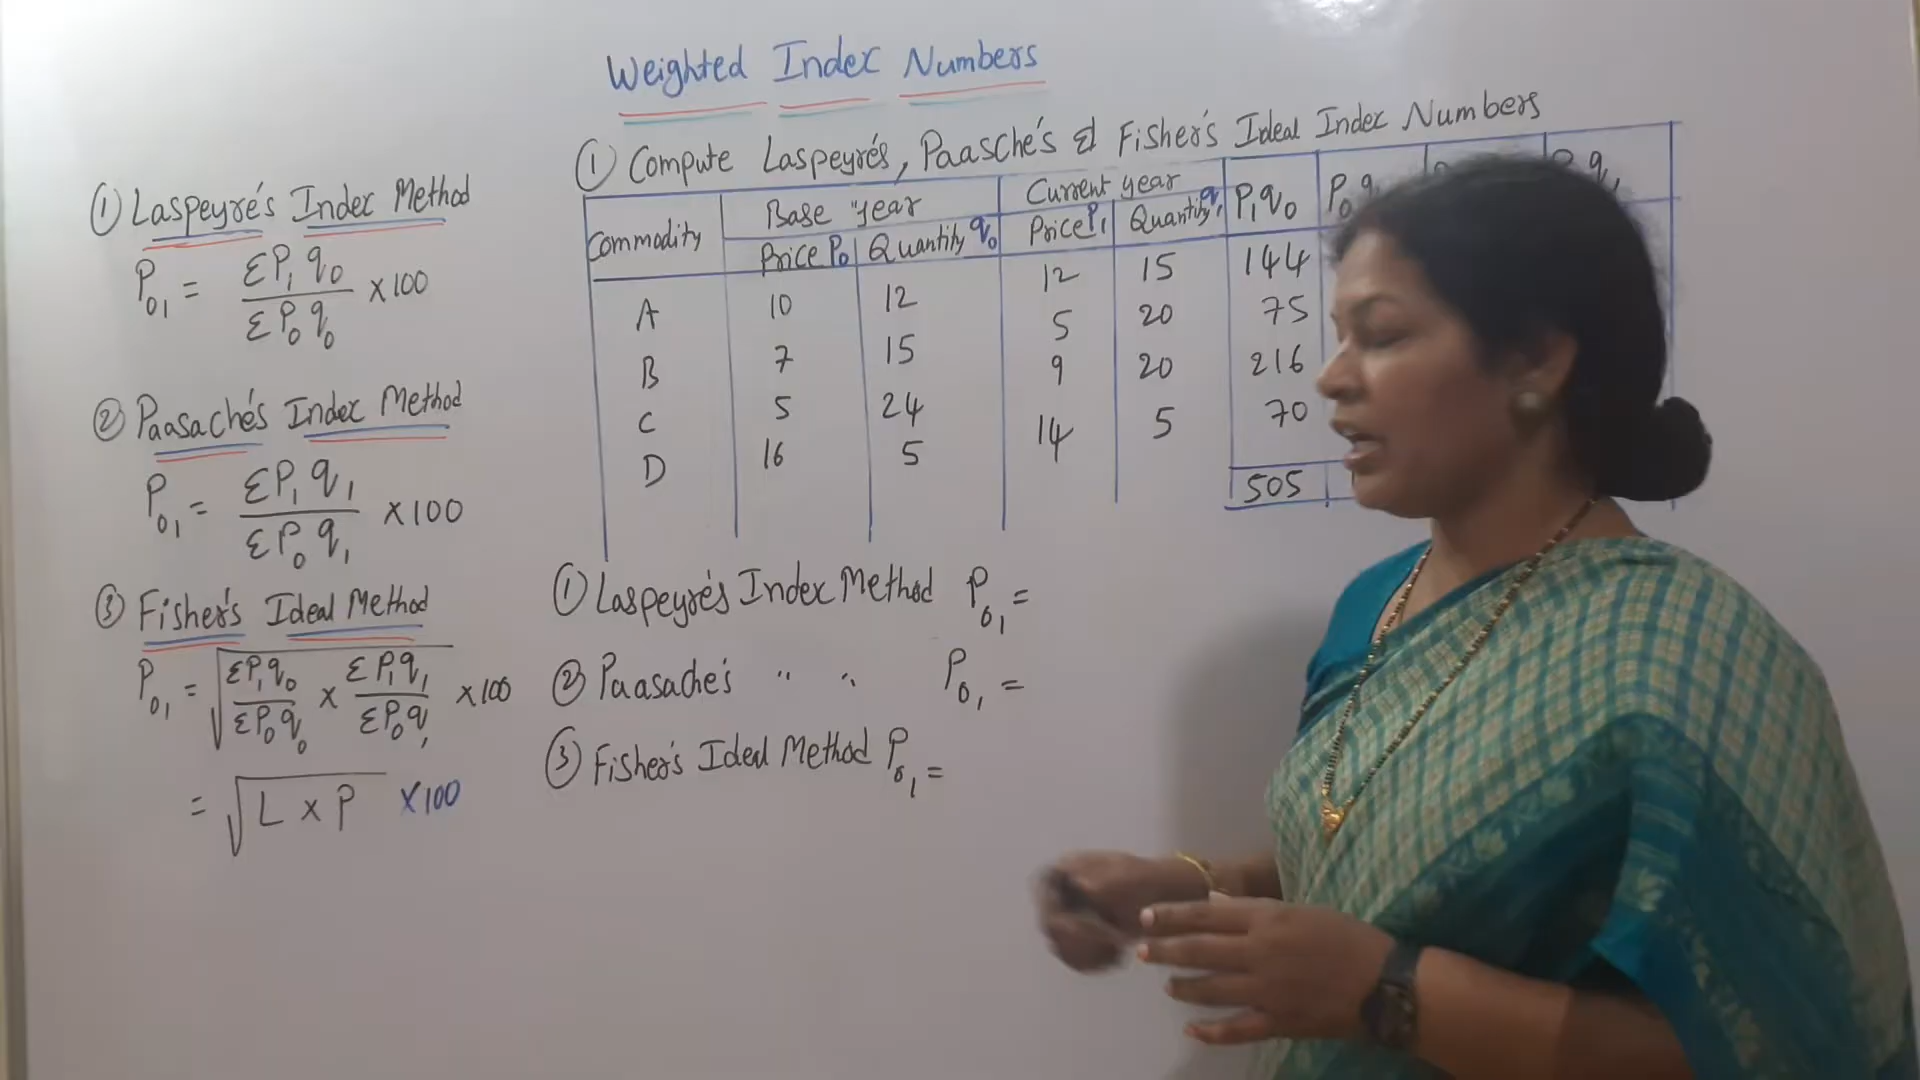 Weighted Index Numbers
① Compute Laspeyre's, Paasche's & Fisher's Ideal Index Numbers
① Laspeyre's Index Method
P₀₁ = ΣP₁q₀ / ΣP₀q₀ ×100
② Paasache's Index Method
P₀₁ = ΣP₁q₁ / ΣP₀q₁ ×100
③ Fisher's Ideal Method
P₀₁ = √(ΣP₁q₀ / ΣP₀q₀ × ΣP₁q₁ / ΣP₀q₁) ×100
= √(L × P) ×100
Commodity Base year Current year P₁q₀ P₀q
Price P₀ Quantity q₀ Price P₁ Quantity q₁
A 10 12 12 15 144
B 7 15 5 20 75
C 5 24 9 20 216
D 16 5 14 5 70
505
① Laspeyre's Index Method P₀₁ =
② Paasache's " " P₀₁ =
③ Fisher's Ideal Method P₀₁ =